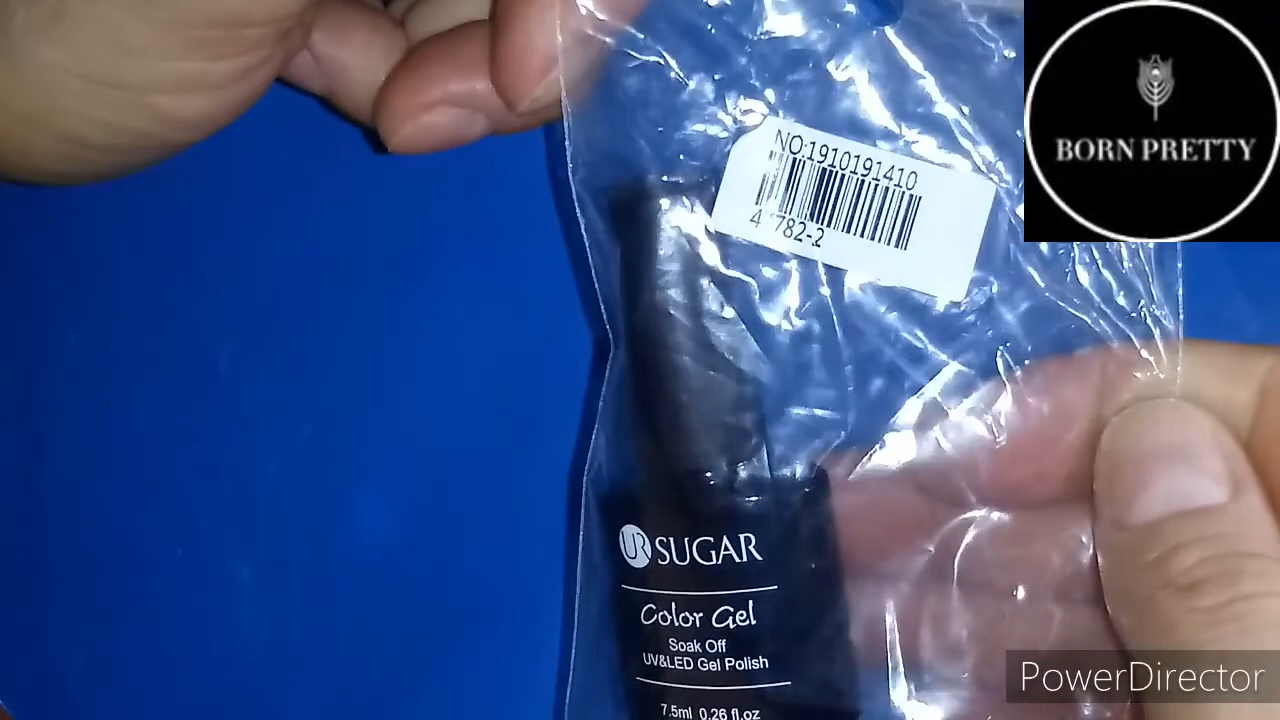 BORN PRETTY
NO:1910191410
782-2
UR SUGAR
Color Gel
Soak Off
UV&LED Gel Polish
7.5ml 0.26 fl.oz
PowerDirector